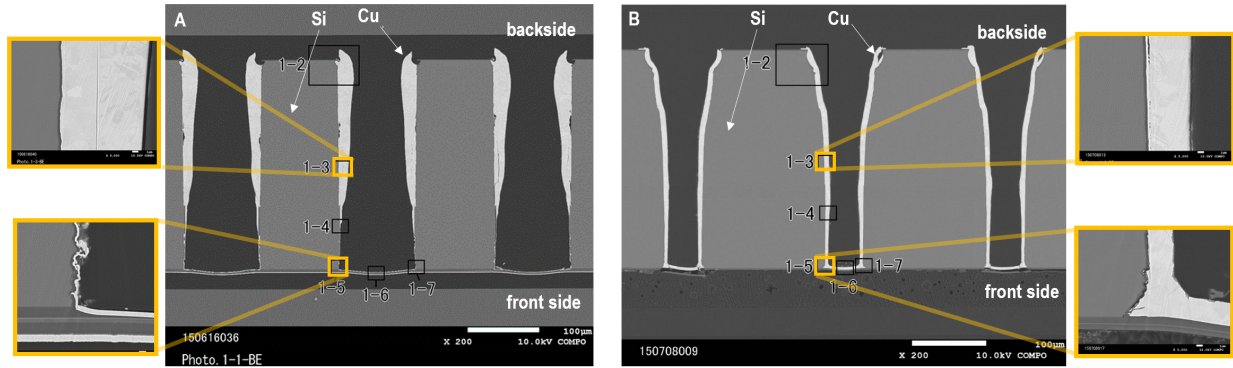 A
Si
Cu
backside
1-2
1-3
1-4
1-5
1-6
1-7
front side
150616036
100μm
X 200
10.0kV COMPO
Photo.1-1-BE
B
Si
Cu
backside
1-2
1-3
1-4
1-5
1-6
1-7
front side
150708009
100μm
X 200
10.0kV COMPO